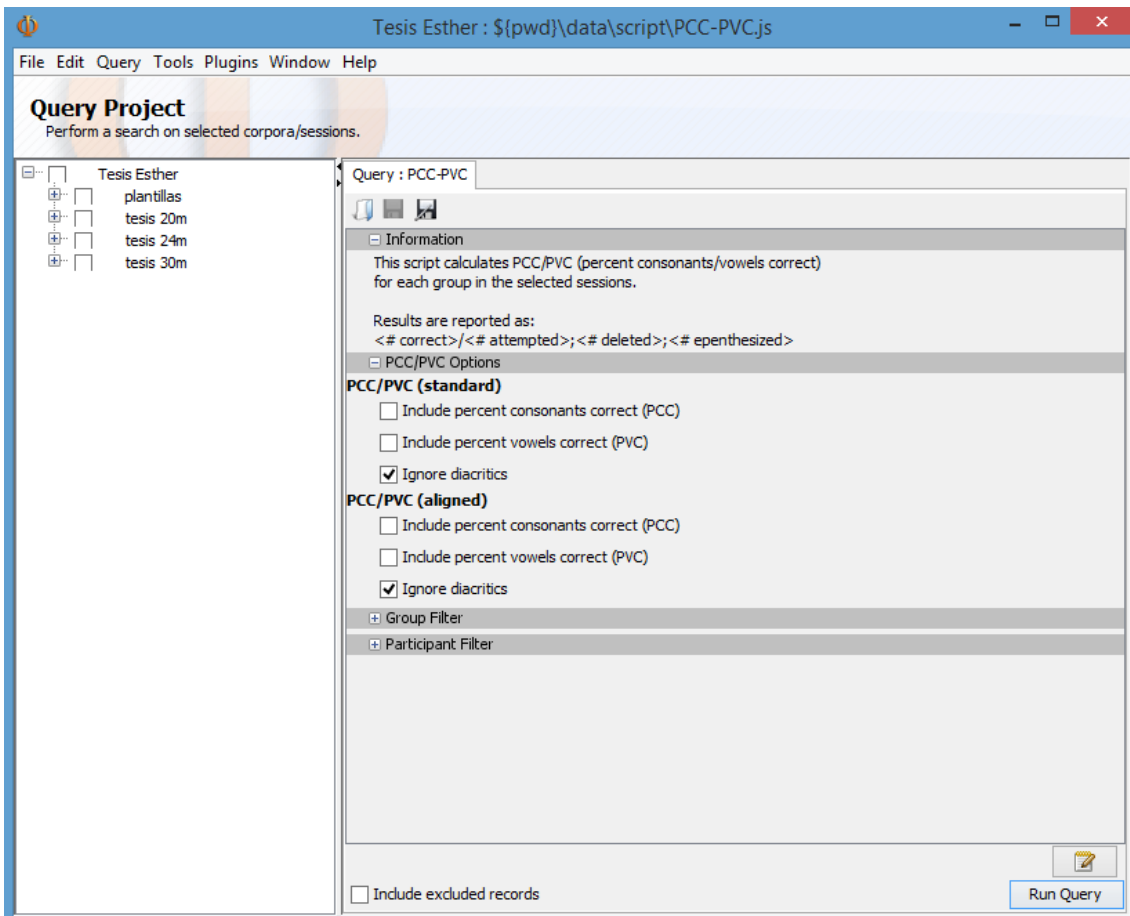 Tesis Esther : ${pwd}\data\script\PCC-PVC.js
File Edit Query Tools Plugins Window Help
Query Project
Perform a search on selected corpora/sessions.
Tesis Esther
plantillas
tesis 20m
tesis 24m
tesis 30m
Query : PCC-PVC
Information
This script calculates PCC/PVC (percent consonants/vowels correct)
for each group in the selected sessions.
Results are reported as:
<# correct>/<# attempted>;<# deleted>;<# epenthesized>
PCC/PVC Options
PCC/PVC (standard)
Include percent consonants correct (PCC)
Include percent vowels correct (PVC)
Ignore diacritics
PCC/PVC (aligned)
Include percent consonants correct (PCC)
Include percent vowels correct (PVC)
Ignore diacritics
Group Filter
Participant Filter
Include excluded records
Run Query